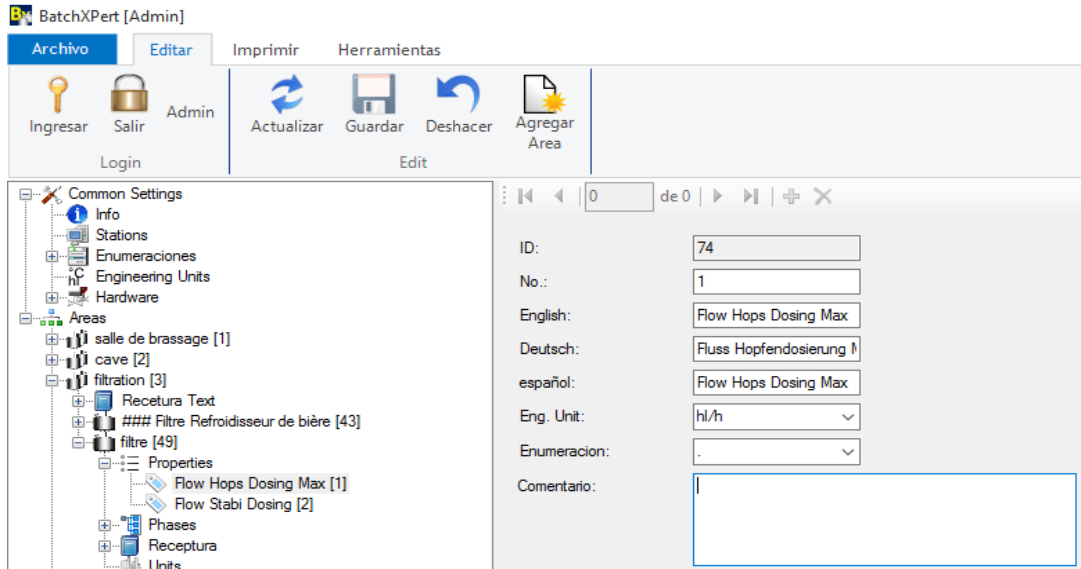 BatchXPert [Admin]
Archivo Editar Imprimir Herramientas
Ingresar Salir Admin Actualizar Guardar Deshacer Agregar Area
Login Edit
Common Settings
Info
Stations
Enumeraciones
Engineering Units
Hardware
Areas
salle de brassage [1]
cave [2]
filtration [3]
Recetura Text
### Filtre Refroidisseur de bière [43]
filtre [49]
Properties
Flow Hops Dosing Max [1]
Flow Stabi Dosing [2]
Phases
Receptura
Units
0 de 0
ID: 74
No.: 1
English: Flow Hops Dosing Max
Deutsch: Fluss Hopfendosierung M
español: Flow Hops Dosing Max
Eng. Unit: hl/h
Enumeracion: .
Comentario: